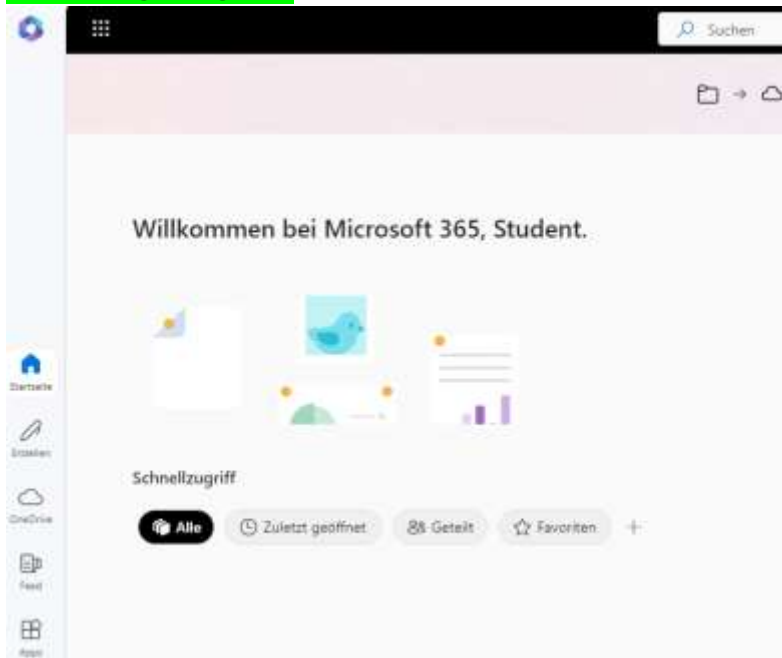 Suchen
Willkommen bei Microsoft 365, Student.
Startseite
Erstellen
OneDrive
Feed
Apps
Schnellzugriff
Alle
Zuletzt geöffnet
Geteilt
Favoriten